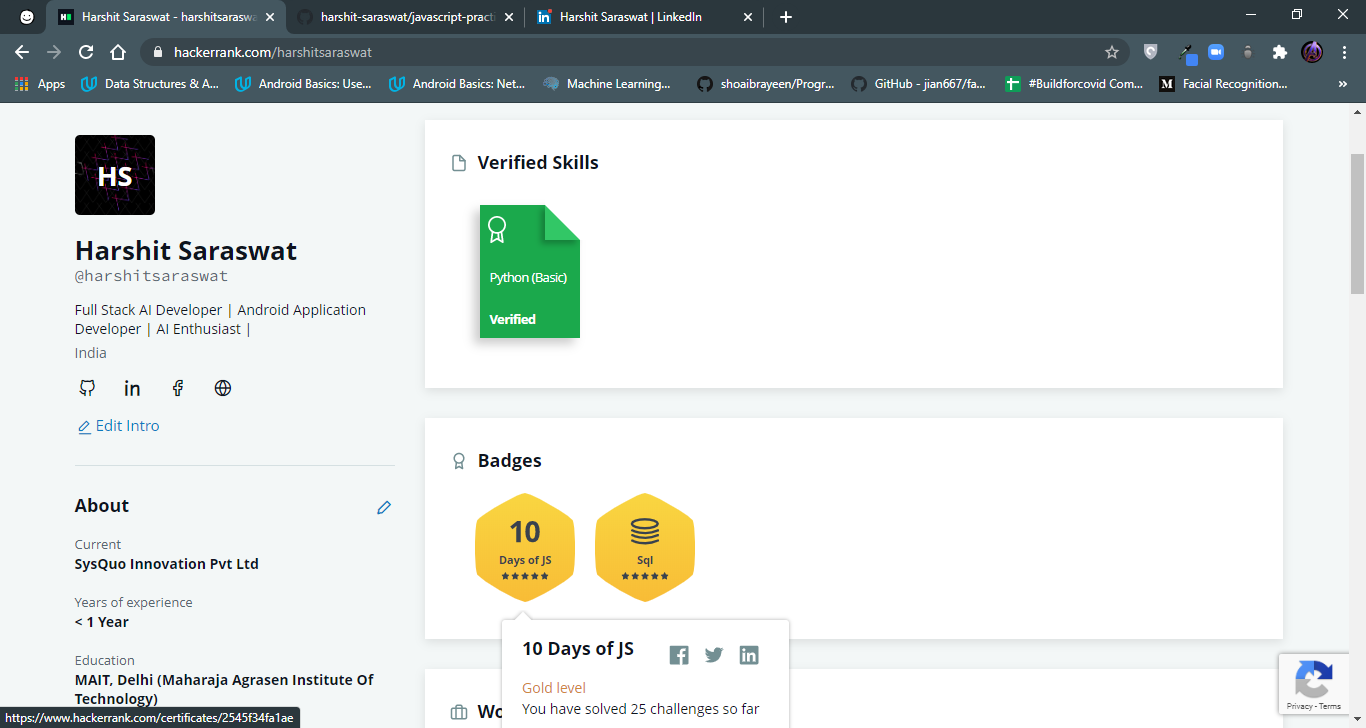 Harshit Saraswat - harshitsaraswa
harshit-saraswat/javascript-practi
Harshit Saraswat | LinkedIn
hackerrank.com/harshitsaraswat
Apps
Data Structures & A...
Android Basics: Use...
Android Basics: Net...
Machine Learning...
shoaibrayeen/Progr...
GitHub - jian667/fa...
#Buildforcovid Com...
Facial Recognition...
»
HS
Harshit Saraswat
@harshitsaraswat
Full Stack AI Developer | Android Application
Developer | AI Enthusiast |
India
Edit Intro
About
Current
SysQuo Innovation Pvt Ltd
Years of experience
< 1 Year
Education
MAIT, Delhi (Maharaja Agrasen Institute Of
Technology)
https://www.hackerrank.com/certificates/2545f34fa1ae
Verified Skills
Python (Basic)
Verified
Badges
10
Days of JS
★★★★★
Sql
★★★★★
10 Days of JS
Gold level
You have solved 25 challenges so far
Wo
Privacy - Terms